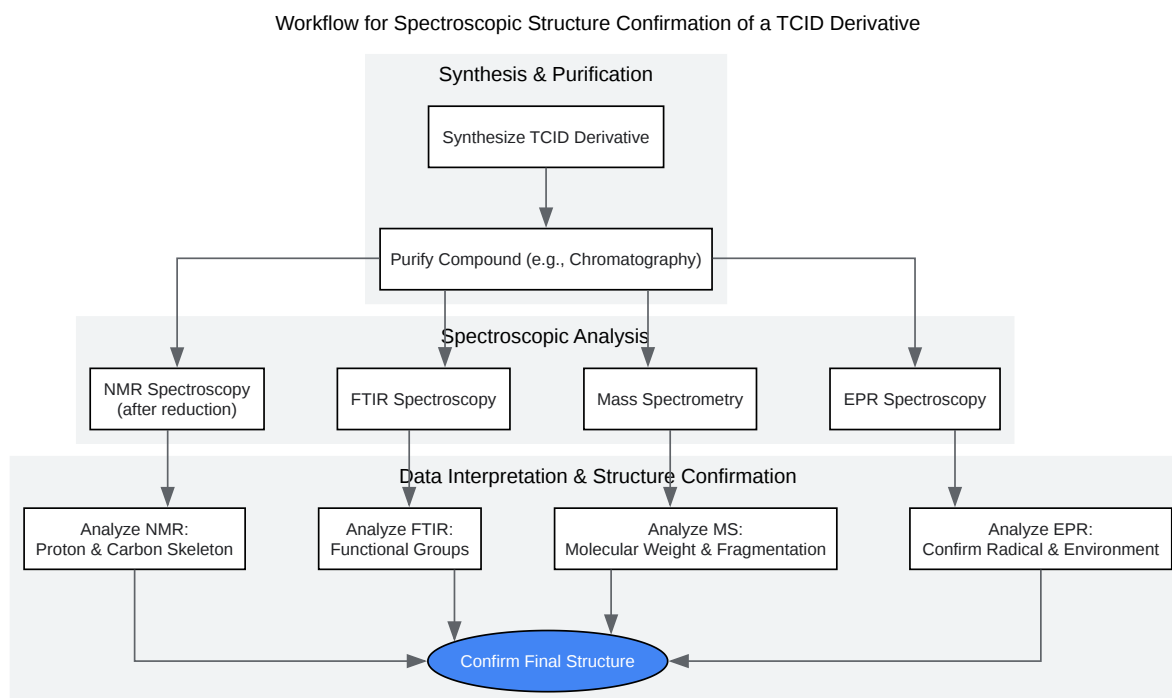 Workflow for Spectroscopic Structure Confirmation of a TCID Derivative
Synthesis & Purification
Synthesize TCID Derivative
Purify Compound (e.g., Chromatography)
Spectroscopic Analysis
NMR Spectroscopy
(after reduction)
FTIR Spectroscopy
Mass Spectrometry
EPR Spectroscopy
Data Interpretation & Structure Confirmation
Analyze NMR:
Proton & Carbon Skeleton
Analyze FTIR:
Functional Groups
Analyze MS:
Molecular Weight & Fragmentation
Analyze EPR:
Confirm Radical & Environment
Confirm Final Structure